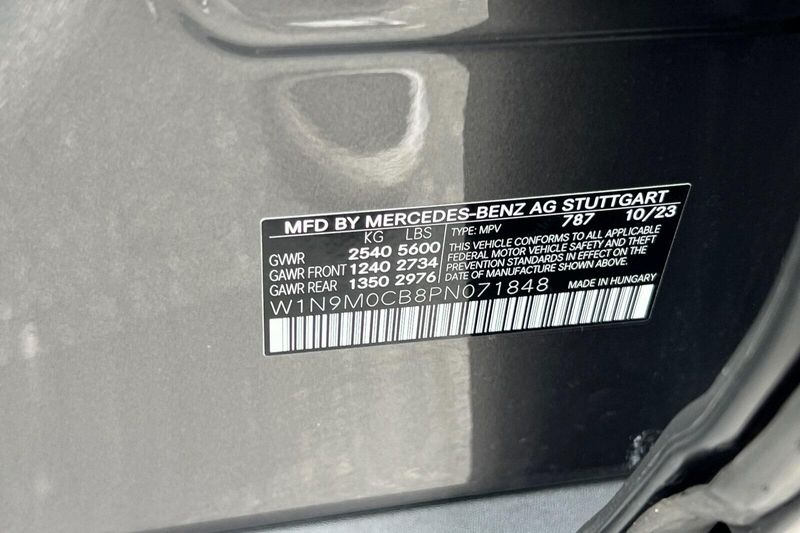 MFD BY MERCEDES-BENZ AG STUTTGART
KG LBS TYPE: MPV 787 10/23
GVWR 2540 5600
GAWR FRONT 1240 2734
GAWR REAR 1350 2976
THIS VEHICLE CONFORMS TO ALL APPLICABLE
FEDERAL MOTOR VEHICLE SAFETY AND THEFT
PREVENTION STANDARDS IN EFFECT ON THE
DATE OF MANUFACTURE SHOWN ABOVE.
W1N9M0CB8PN071848
MADE IN HUNGARY